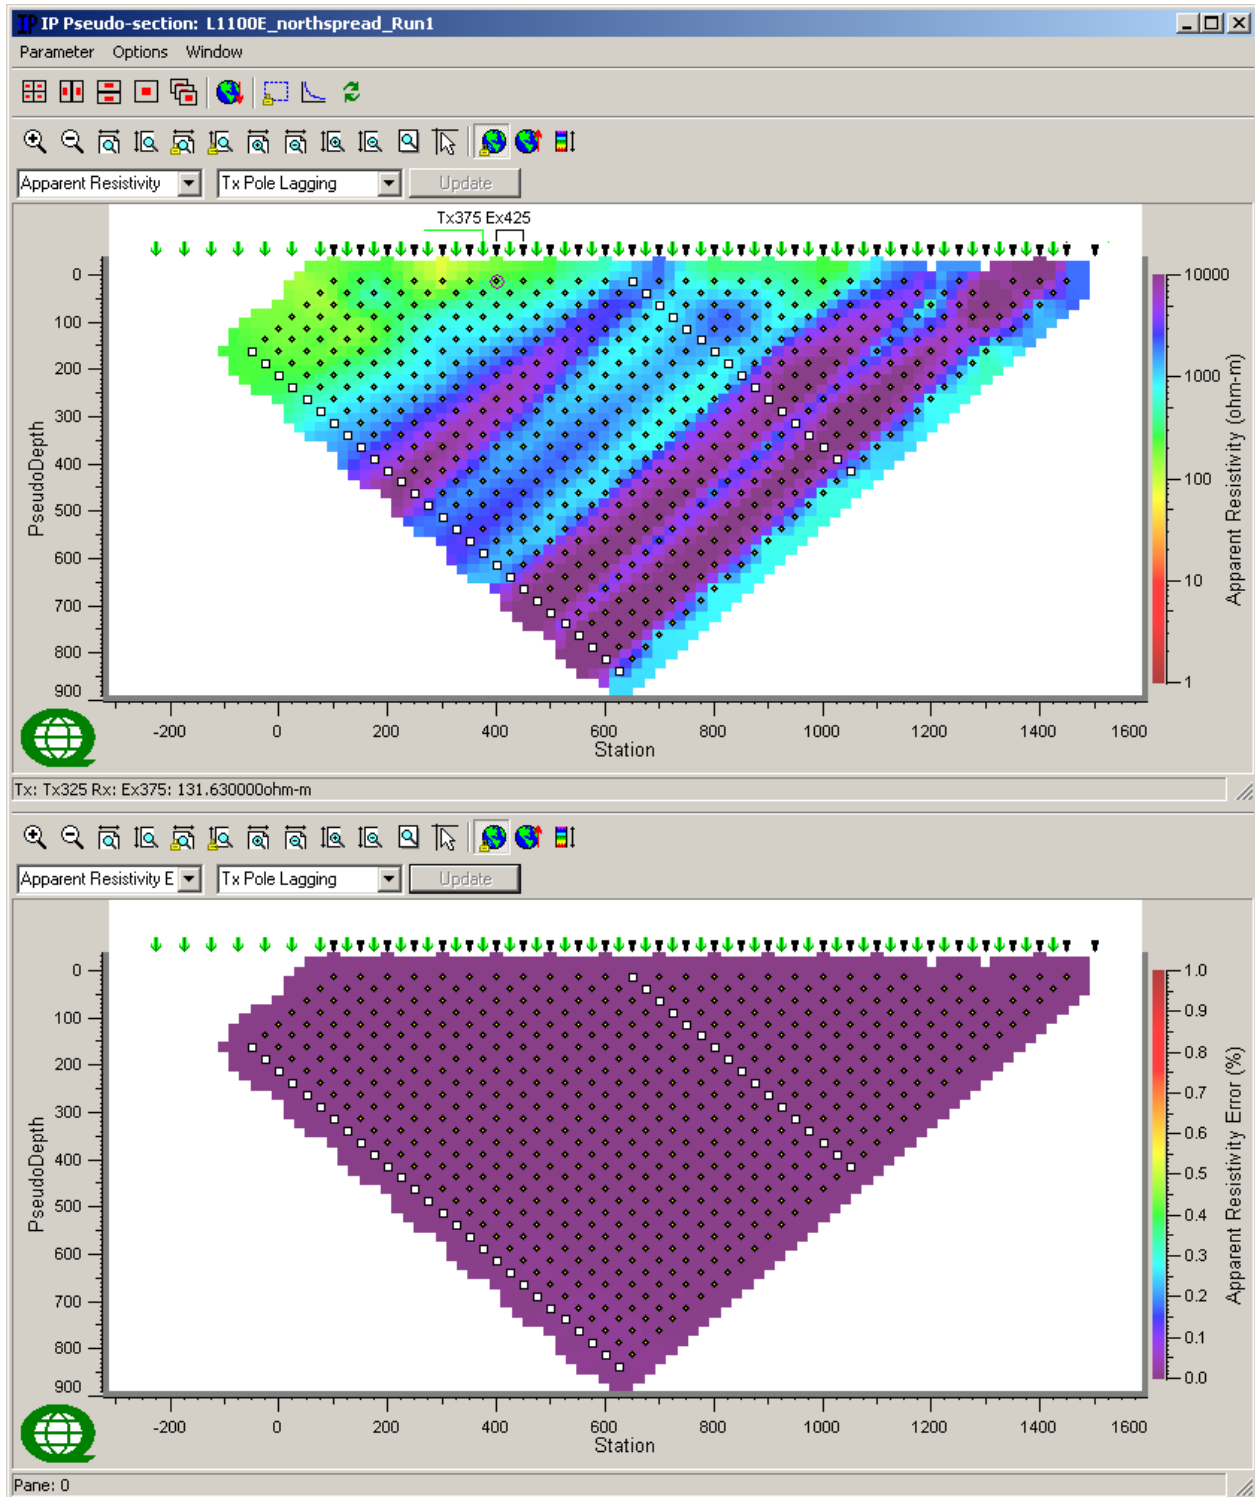 IP Pseudo-section: L1100E_northspread_Run1
Parameter Options Window
Apparent Resistivity Tx Pole Lagging Update
Tx375 Ex425
0
100
200
300
400
500
600
700
800
900
PseudoDepth
-200 0 200 400 600 800 1000 1200 1400 1600
Station
10000
1000
100
10
1
Apparent Resistivity (ohm-m)
Tx: Tx325 Rx: Ex375: 131.630000ohm-m
Apparent Resistivity E Tx Pole Lagging Update
0
100
200
300
400
500
600
700
800
900
PseudoDepth
-200 0 200 400 600 800 1000 1200 1400 1600
Station
1.0
0.9
0.8
0.7
0.6
0.5
0.4
0.3
0.2
0.1
0.0
Apparent Resistivity Error (%)
Pane: 0